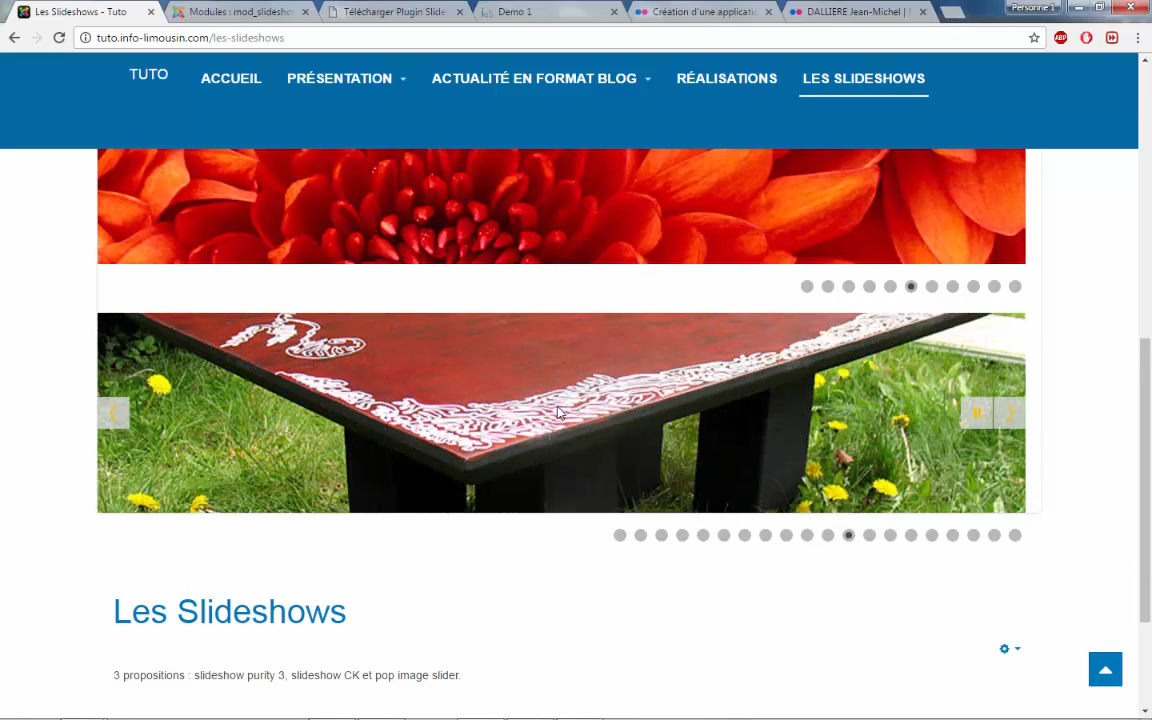 Les Slideshows - Tuto
Modules : mod_slidesho
Télécharger Plugin Slide
Demo 1
Création d'une applicatio
DALLIERE Jean-Michel |
Personne 1
tuto.info-limousin.com/les-slideshows
ABP
TUTO
ACCUEIL
PRÉSENTATION
ACTUALITÉ EN FORMAT BLOG
RÉALISATIONS
LES SLIDESHOWS
Les Slideshows
3 propositions : slideshow purity 3, slideshow CK et pop image slider.